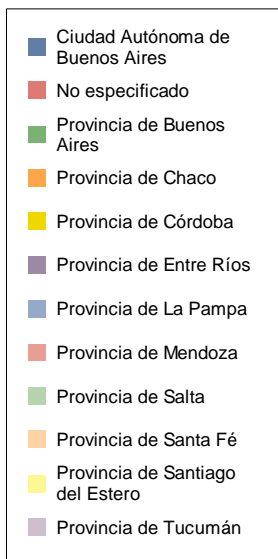 Ciudad Autónoma de
Buenos Aires
No especificado
Provincia de Buenos
Aires
Provincia de Chaco
Provincia de Córdoba
Provincia de Entre Ríos
Provincia de La Pampa
Provincia de Mendoza
Provincia de Salta
Provincia de Santa Fé
Provincia de Santiago
del Estero
Provincia de Tucumán